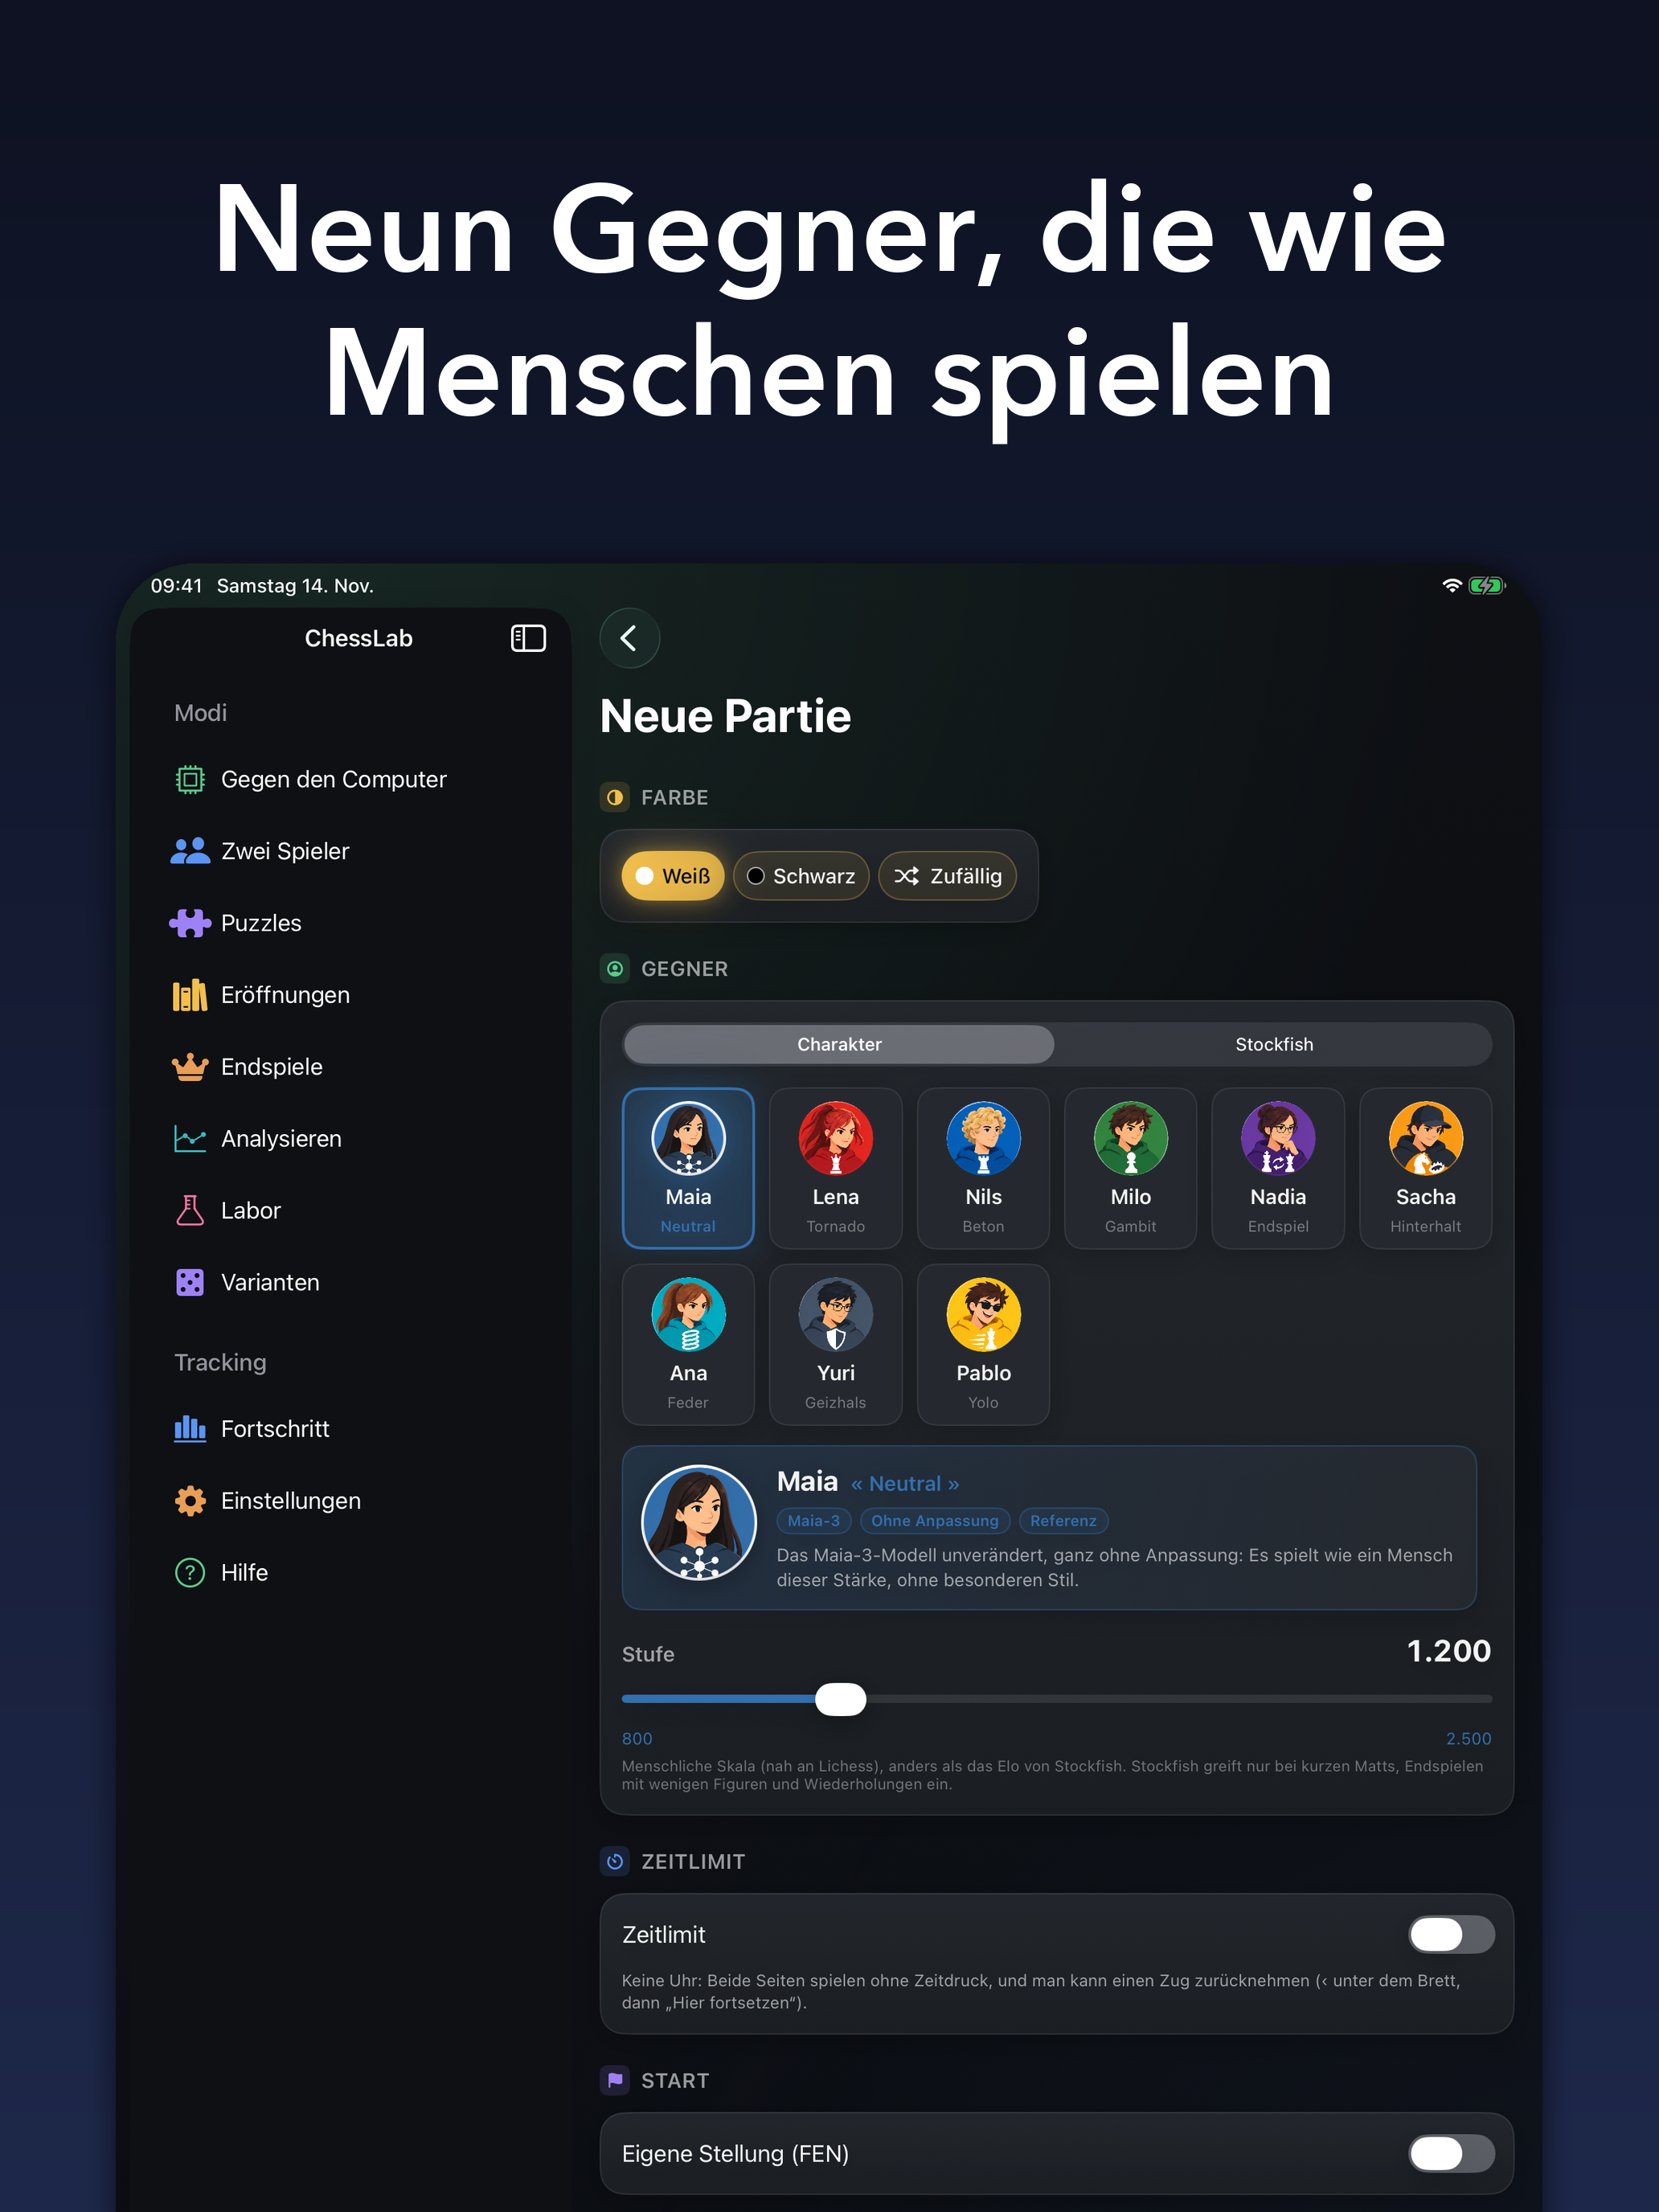 Neun Gegner, die wie
Menschen spielen
09:41 Samstag 14. Nov.
ChessLab
Modi
Gegen den Computer
Zwei Spieler
Puzzles
Eröffnungen
Endspiele
Analysieren
Labor
Varianten
Tracking
Fortschritt
Einstellungen
Hilfe
Neue Partie
FARBE
Weiß
Schwarz
Zufällig
GEGNER
Charakter
Stockfish
Maia
Neutral
Lena
Tornado
Nils
Beton
Milo
Gambit
Nadia
Endspiel
Sacha
Hinterhalt
Ana
Feder
Yuri
Geizhals
Pablo
Yolo
Maia « Neutral »
Maia-3
Ohne Anpassung
Referenz
Das Maia-3-Modell unverändert, ganz ohne Anpassung: Es spielt wie ein Mensch
dieser Stärke, ohne besonderen Stil.
Stufe
1.200
800
2.500
Menschliche Skala (nah an Lichess), anders als das Elo von Stockfish. Stockfish greift nur bei kurzen Matts, Endspielen
mit wenigen Figuren und Wiederholungen ein.
ZEITLIMIT
Zeitlimit
Keine Uhr: Beide Seiten spielen ohne Zeitdruck, und man kann einen Zug zurücknehmen (‹ unter dem Brett,
dann „Hier fortsetzen“).
START
Eigene Stellung (FEN)